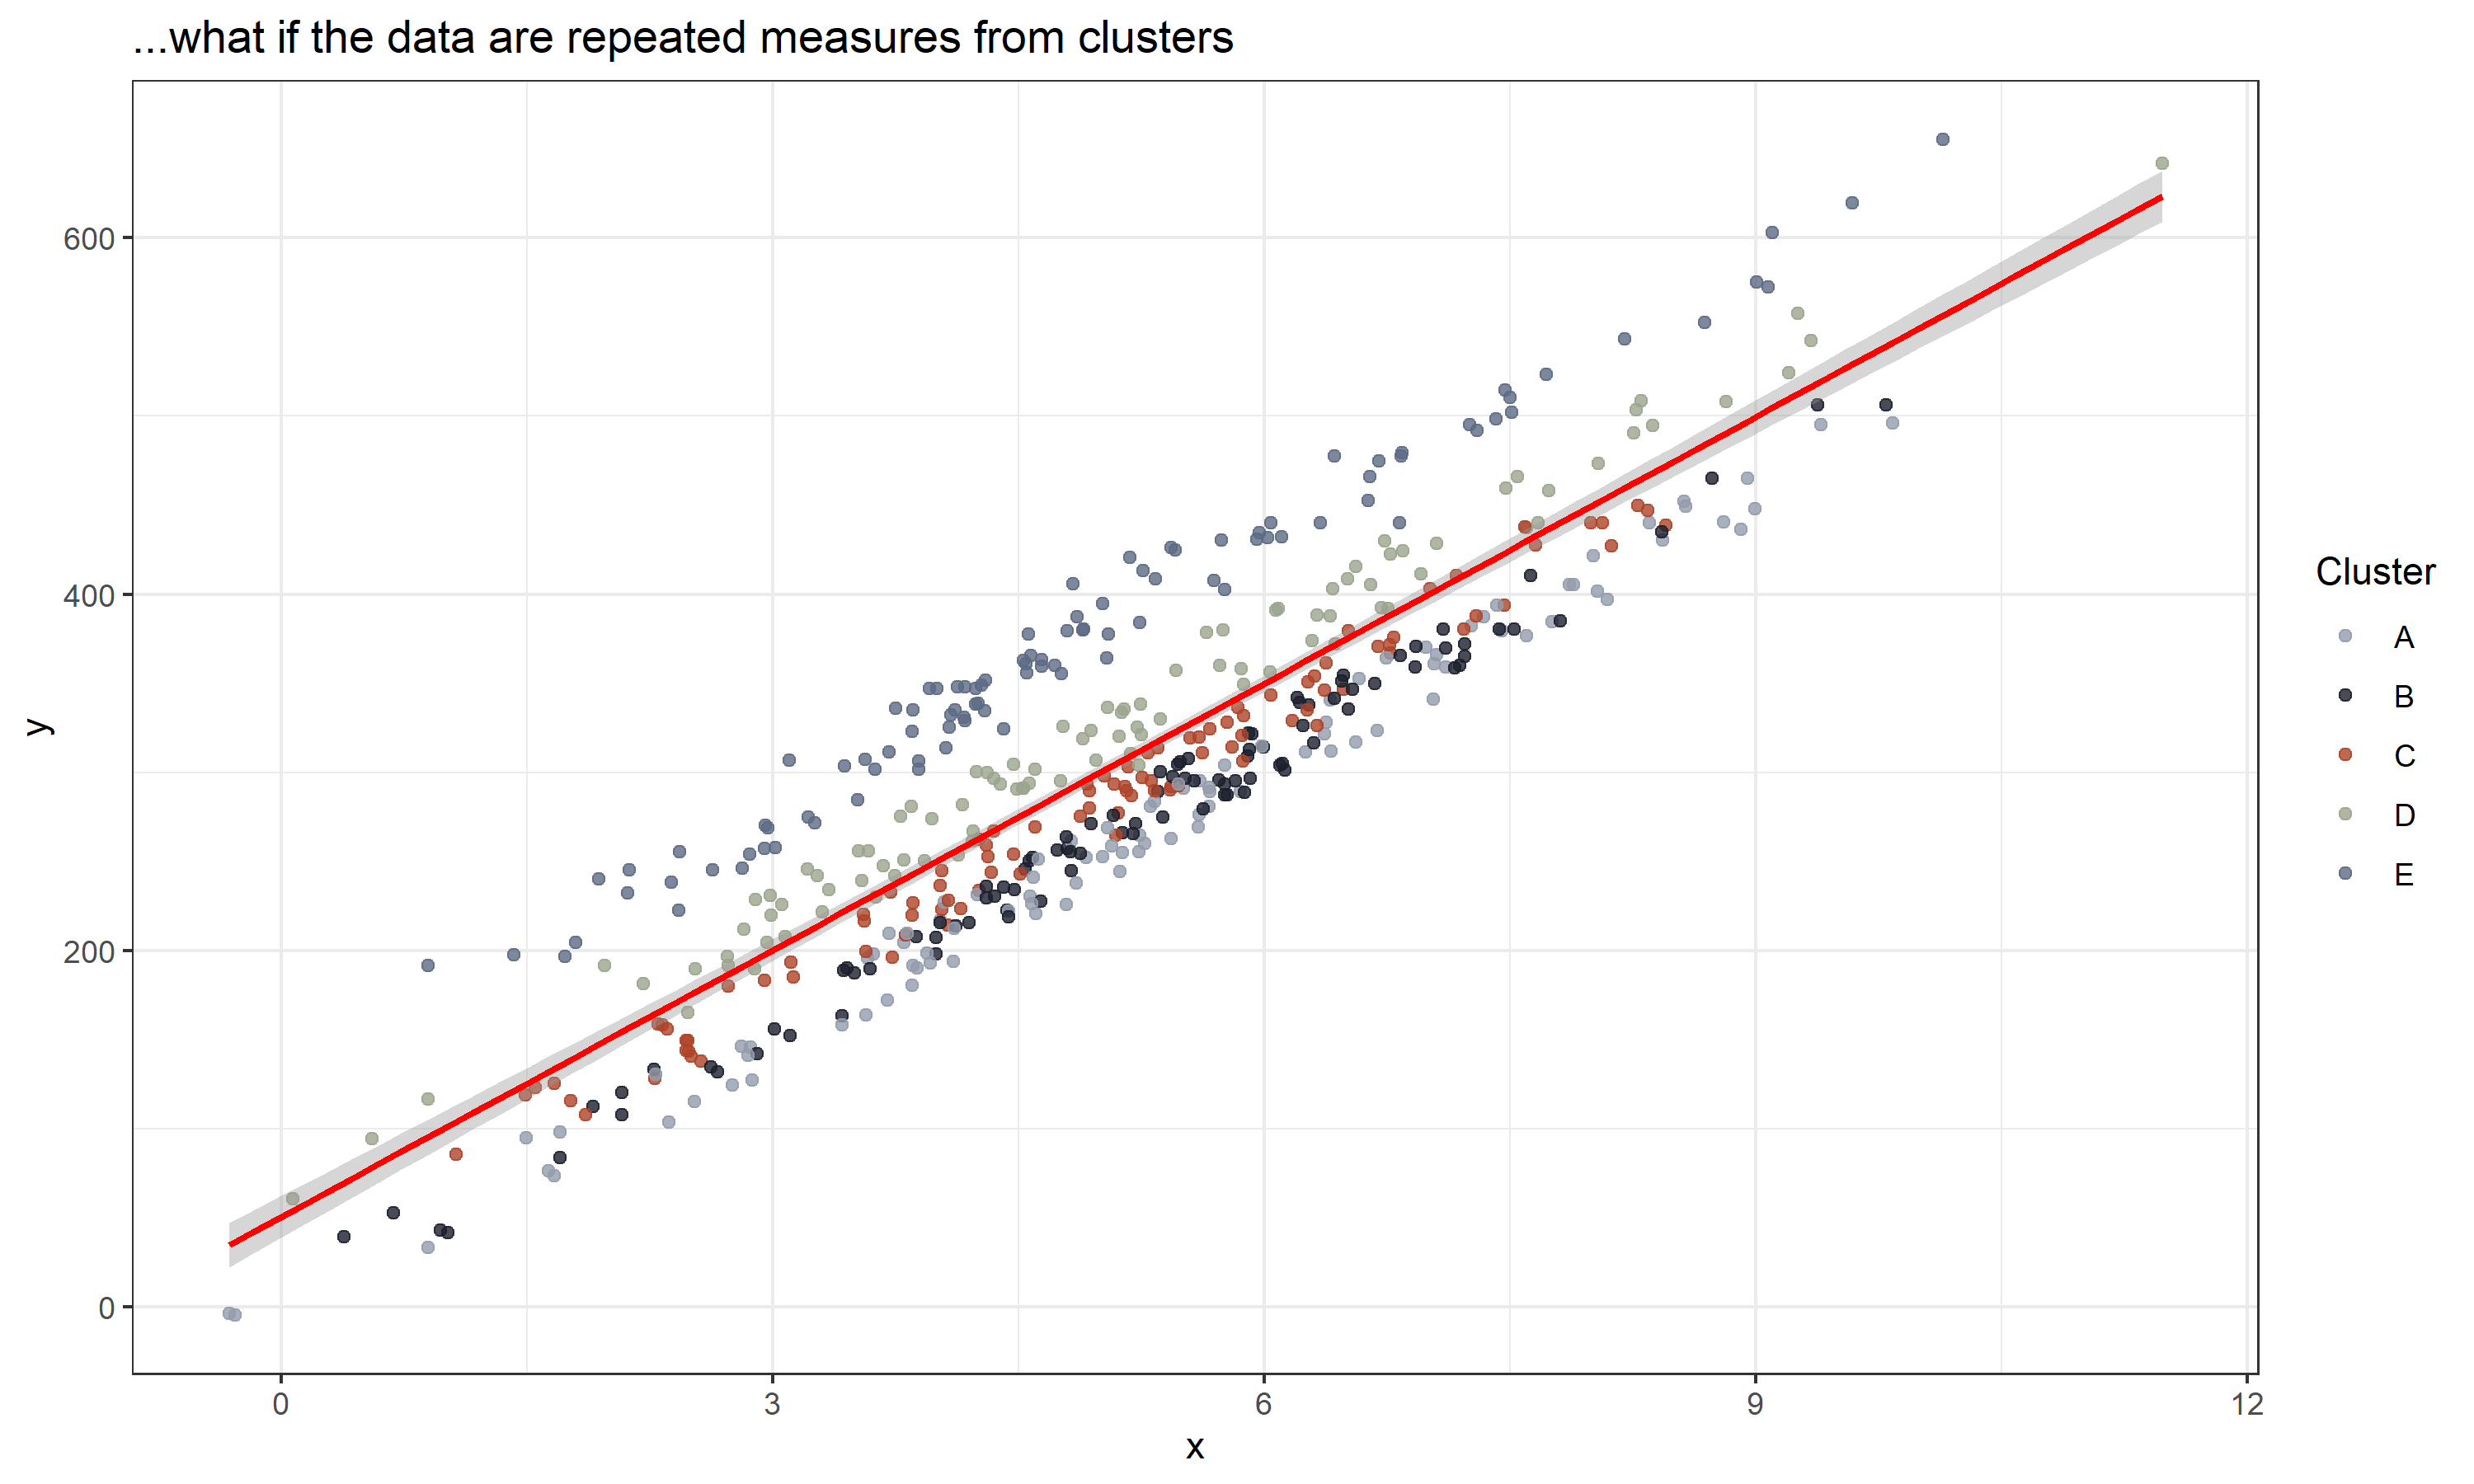 ...what if the data are repeated measures from clusters
600
400
200
0
y
0 3 6 9 12
x
Cluster
A
B
C
D
E